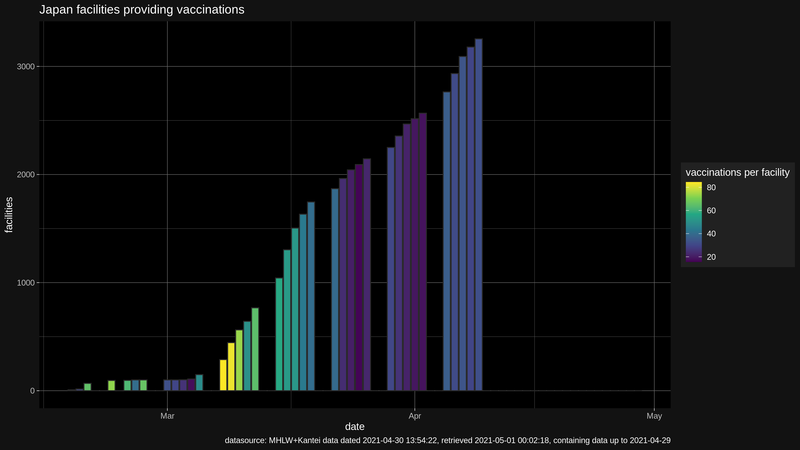 Japan facilities providing vaccinations
3000
2000
1000
0
facilities
Mar
Apr
May
date
vaccinations per facility
80
60
40
20
datasource: MHLW+Kantei data dated 2021-04-30 13:54:22, retrieved 2021-05-01 00:02:18, containing data up to 2021-04-29